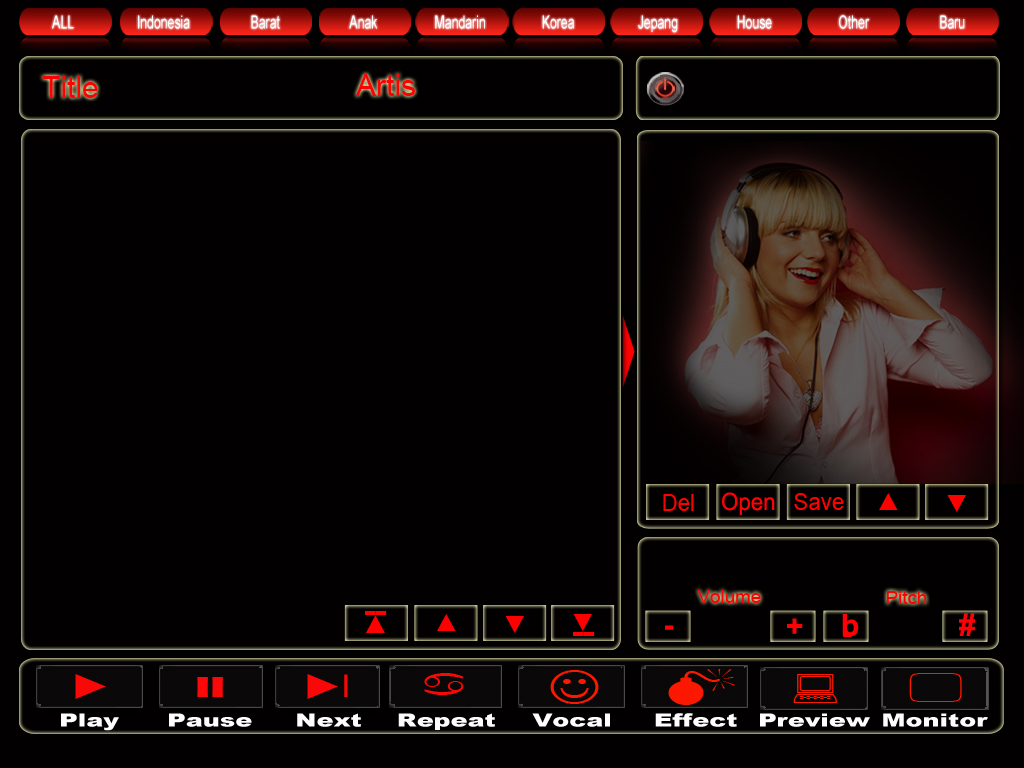 ALL Indonesia Barat Anak Mandarin Korea Jepang House Other Baru
Title Artis
Del Open Save
Volume Pitch
- + b #
Play Pause Next Repeat Vocal Effect Preview Monitor